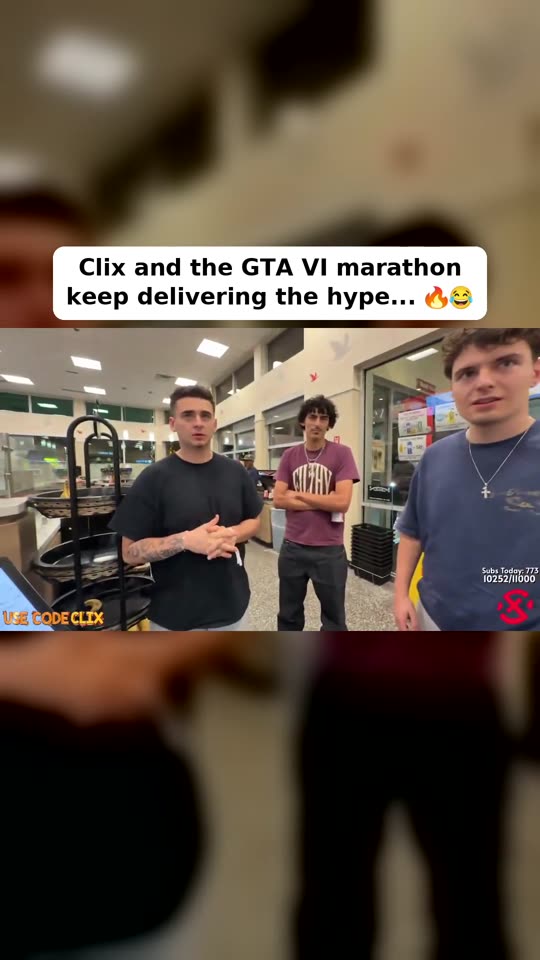 Clix and the GTA VI marathon
keep delivering the hype... 🔥😂
Subs Today: 773
10252/11000
USE CODE CLIX